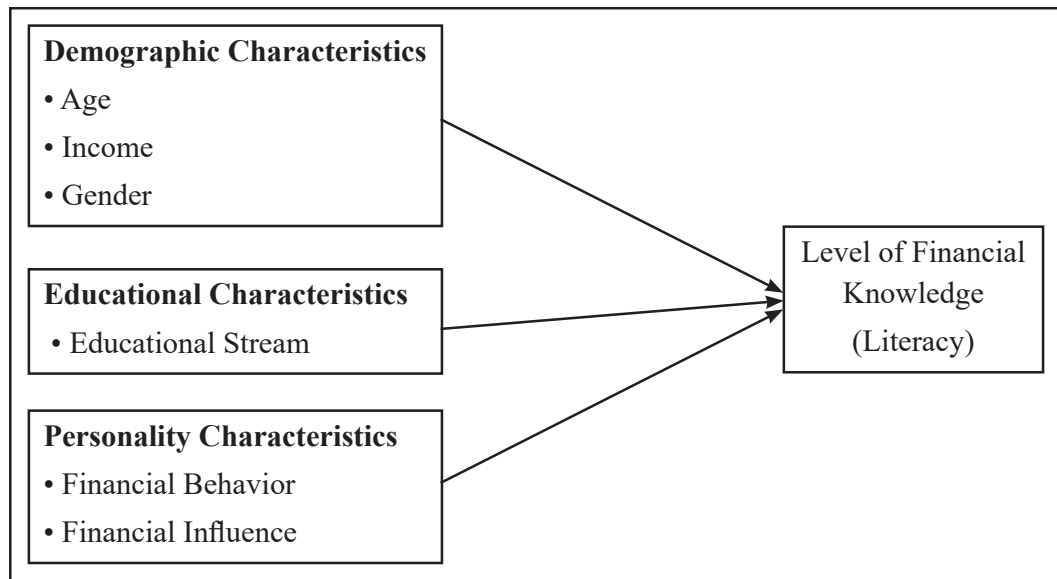 Demographic Characteristics
• Age
• Income
• Gender
Educational Characteristics
• Educational Stream
Personality Characteristics
• Financial Behavior
• Financial Influence
Level of Financial
Knowledge
(Literacy)